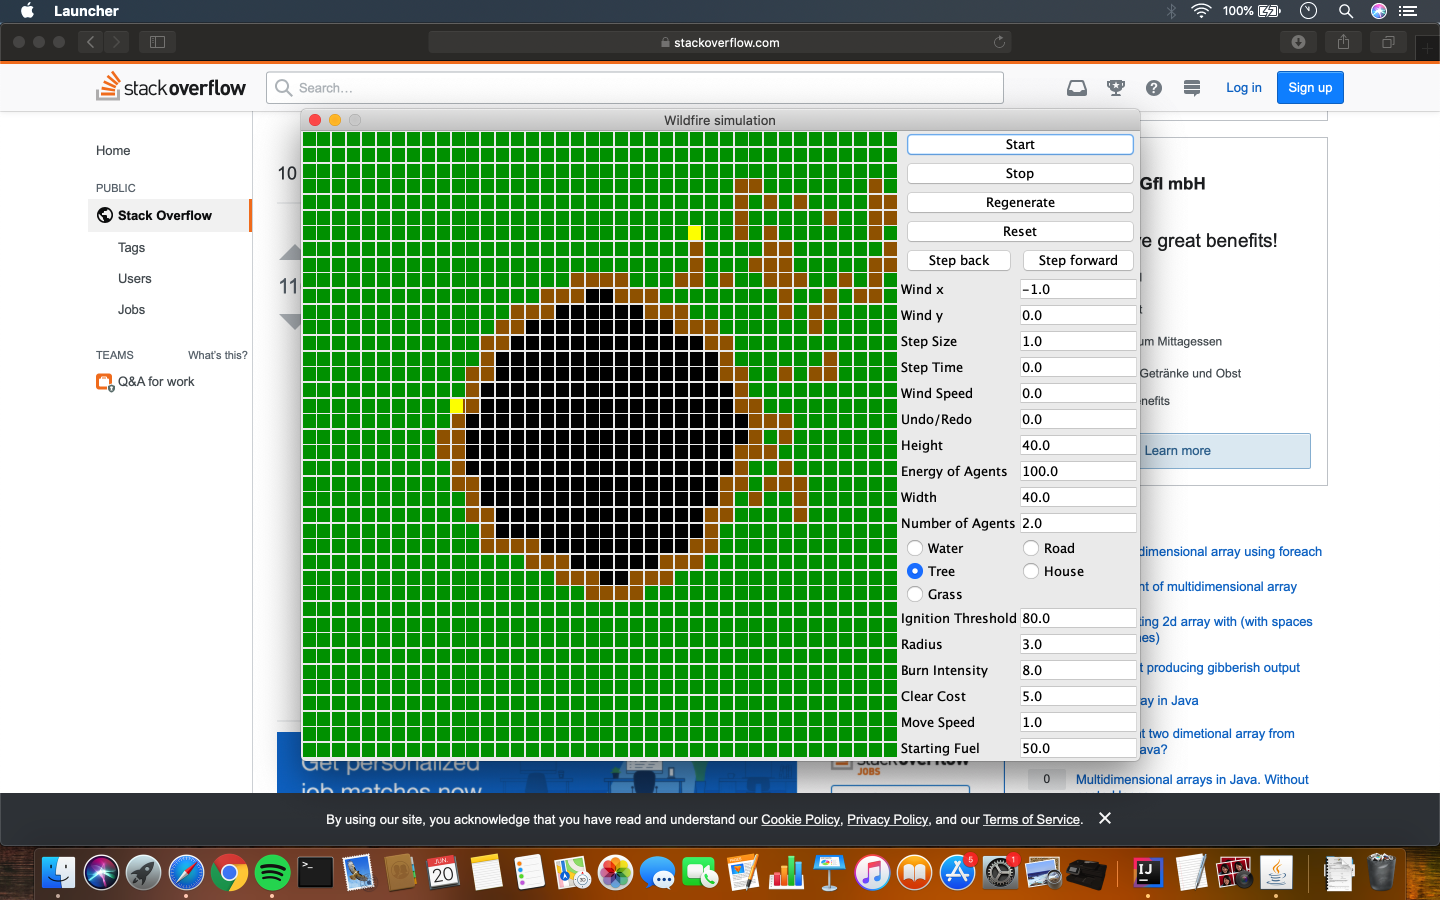 Launcher
100%
stackoverflow.com
stackoverflow
Search...
Log in
Sign up
Home
PUBLIC
Stack Overflow
Tags
Users
Jobs
TEAMS
What's this?
Q&A for work
10
11
Wildfire simulation
Start
Stop
Regenerate
Reset
Step back
Step forward
Wind x
-1.0
Wind y
0.0
Step Size
1.0
Step Time
0.0
Wind Speed
0.0
Undo/Redo
0.0
Height
40.0
Energy of Agents
100.0
Width
40.0
Number of Agents
2.0
Water
Road
Tree
House
Grass
Ignition Threshold
80.0
Radius
3.0
Burn Intensity
8.0
Clear Cost
5.0
Move Speed
1.0
Starting Fuel
50.0
GfI mbH
e great benefits!
um Mittagessen
Getränke und Obst
nefits
Learn more
dimensional array using foreach
nt of multidimensional array
ting 2d array with (with spaces
es)
t producing gibberish output
ay in Java
t two dimetional array from
ava?
0
Multidimensional arrays in Java. Without
Get personalized
job matches now
stackoverflow
JOBS
By using our site, you acknowledge that you have read and understand our Cookie Policy, Privacy Policy, and our Terms of Service.
JUN
20
5
1
IJ